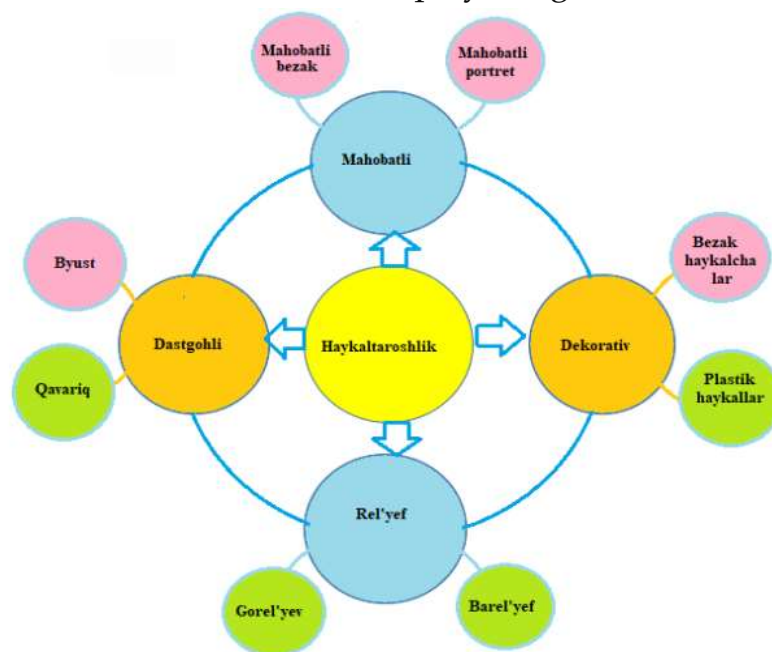 Mahobatli
bezak
Mahobatli
portret
Mahobatli
Byust
Bezak
haykalcha
lar
Dastgohli
Haykaltaroshlik
Dekorativ
Qavariq
Plastik
haykallar
Rel'yef
Gorel'yev
Barel'yef